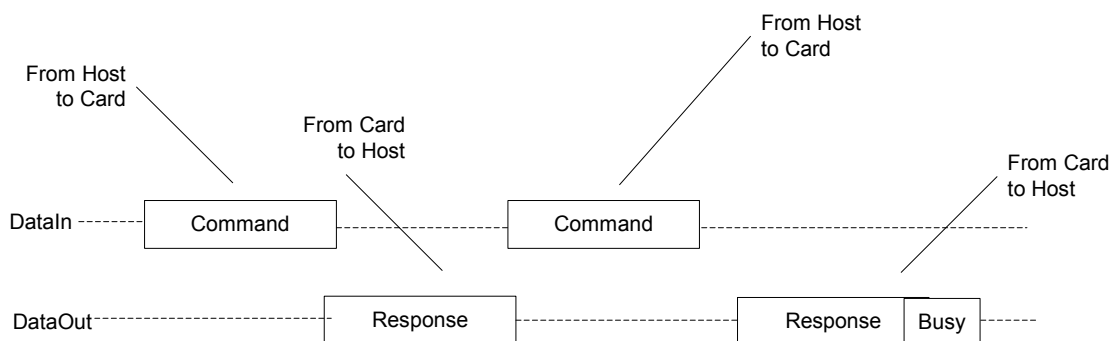 From Host
to Card
From Host
to Card
From Card
to Host
From Card
to Host
DataIn
Command
Command
DataOut
Response
Response
Busy